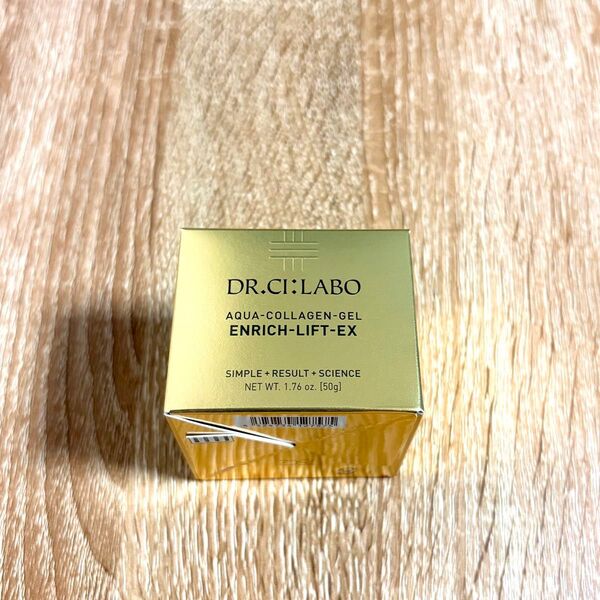 DR.CI:LABO
AQUA-COLLAGEN-GEL
ENRICH-LIFT-EX
SIMPLE + RESULT + SCIENCE
NET WT. 1.76 oz. [50g]